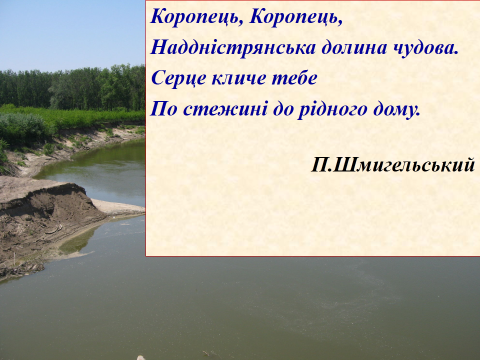 Коропець, Коропець,
Наддністрянська долина чудова.
Серце кличе тебе
По стежині до рідного дому.
П.Шмигельський